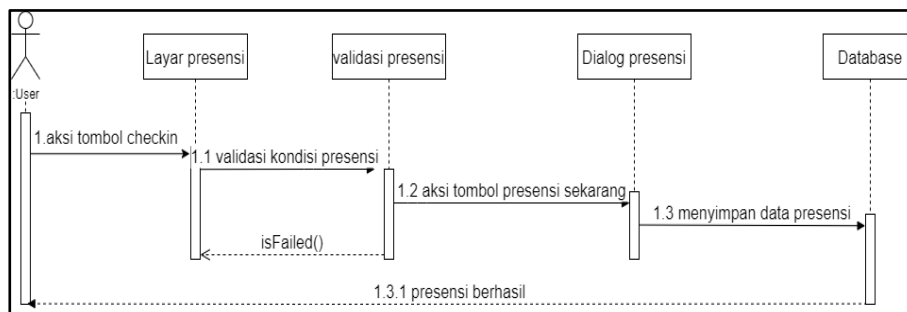 :User
Layar presensi
validasi presensi
Dialog presensi
Database
1.aksi tombol checkin
1.1 validasi kondisi presensi
1.2 aksi tombol presensi sekarang
1.3 menyimpan data presensi
isFailed()
1.3.1 presensi berhasil